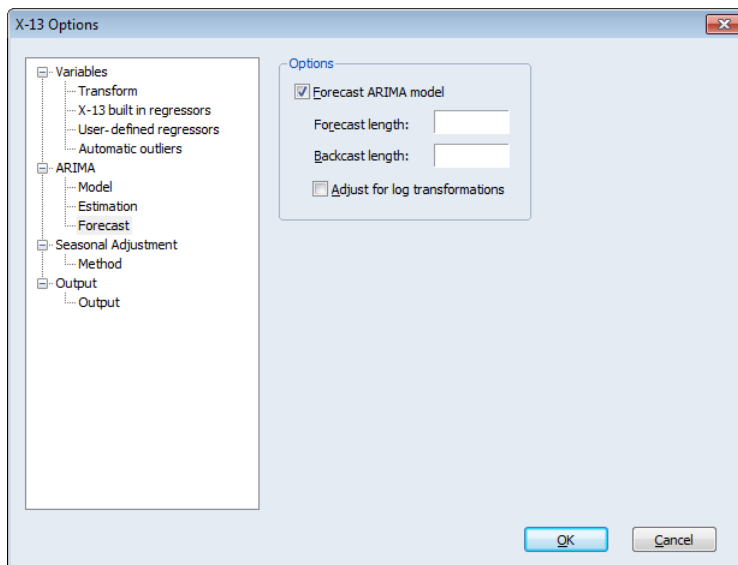 X-13 Options
Variables
Transform
X-13 built in regressors
User-defined regressors
Automatic outliers
ARIMA
Model
Estimation
Forecast
Seasonal Adjustment
Method
Output
Output
Options
Forecast ARIMA model
Forecast length:
Backcast length:
Adjust for log transformations
OK
Cancel